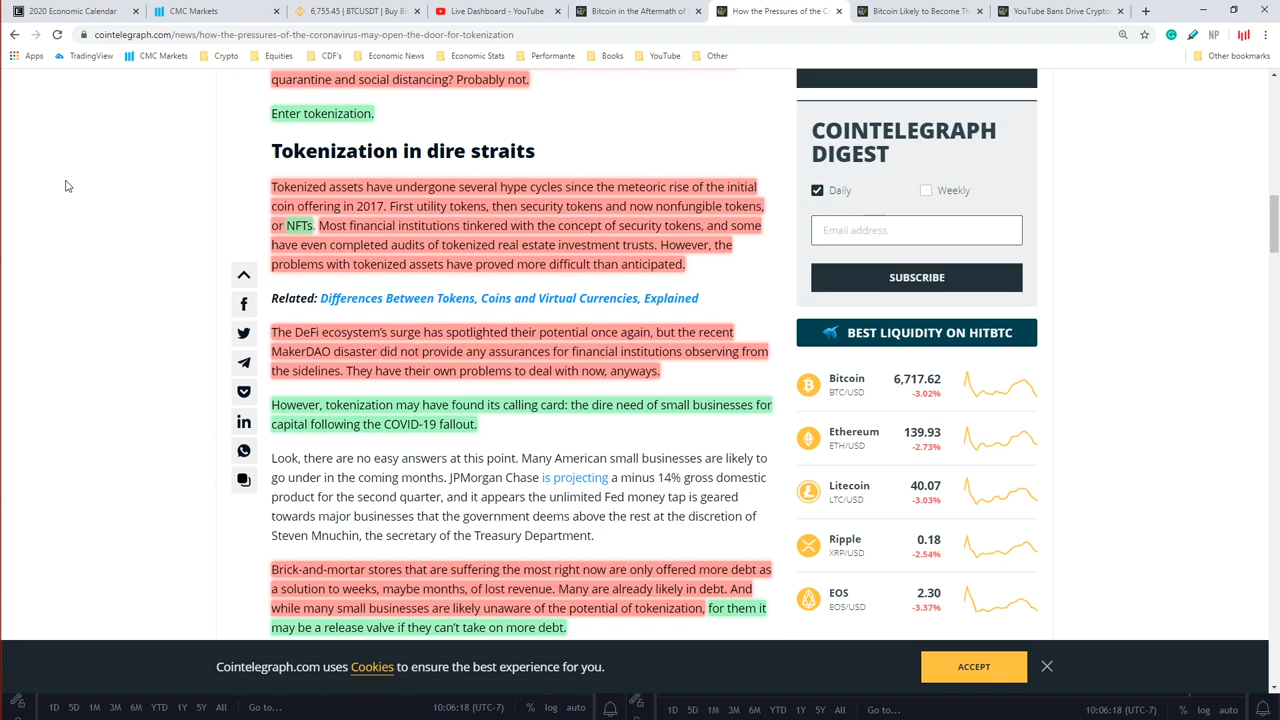 2020 Economic Calendar
CMC Markets
6,755.45 | BTCUSDT | Buy Bi
Live Dashboard - YouTube
Bitcoin in the Aftermath of
How the Pressures of the C
Bitcoin Likely to Become Th
YouTube Bans Drive Crypto
cointelegraph.com/news/how-the-pressures-of-the-coronavirus-may-open-the-door-for-tokenization
NP
Apps
TradingView
CMC Markets
Crypto
Equities
CDF's
Economic News
Economic Stats
Performante
Books
YouTube
Other
Other bookmarks
quarantine and social distancing? Probably not.
Enter tokenization.
Tokenization in dire straits
Tokenized assets have undergone several hype cycles since the meteoric rise of the initial
coin offering in 2017. First utility tokens, then security tokens and now nonfungible tokens,
or NFTs. Most financial institutions tinkered with the concept of security tokens, and some
have even completed audits of tokenized real estate investment trusts. However, the
problems with tokenized assets have proved more difficult than anticipated.
Related: Differences Between Tokens, Coins and Virtual Currencies, Explained
The DeFi ecosystem's surge has spotlighted their potential once again, but the recent
MakerDAO disaster did not provide any assurances for financial institutions observing from
the sidelines. They have their own problems to deal with now, anyways.
However, tokenization may have found its calling card: the dire need of small businesses for
capital following the COVID-19 fallout.
Look, there are no easy answers at this point. Many American small businesses are likely to
go under in the coming months. JPMorgan Chase is projecting a minus 14% gross domestic
product for the second quarter, and it appears the unlimited Fed money tap is geared
towards major businesses that the government deems above the rest at the discretion of
Steven Mnuchin, the secretary of the Treasury Department.
Brick-and-mortar stores that are suffering the most right now are only offered more debt as
a solution to weeks, maybe months, of lost revenue. Many are already likely in debt. And
while many small businesses are likely unaware of the potential of tokenization, for them it
may be a release valve if they can't take on more debt.
COINTELEGRAPH
DIGEST
Daily
Weekly
Email address
SUBSCRIBE
BEST LIQUIDITY ON HITBTC
Bitcoin 6,717.62
BTC/USD -3.02%
Ethereum 139.93
ETH/USD -2.73%
Litecoin 40.07
LTC/USD -3.03%
Ripple 0.18
XRP/USD -2.54%
EOS 2.30
EOS/USD -3.37%
Cointelegraph.com uses Cookies to ensure the best experience for you.
ACCEPT
1D 5D 1M 3M 6M YTD 1Y 5Y All Go to... 10:06:18 (UTC-7) % log auto
1D 5D 1M 3M 6M YTD 1Y 5Y All Go to... 10:06:18 (UTC-7) % log auto